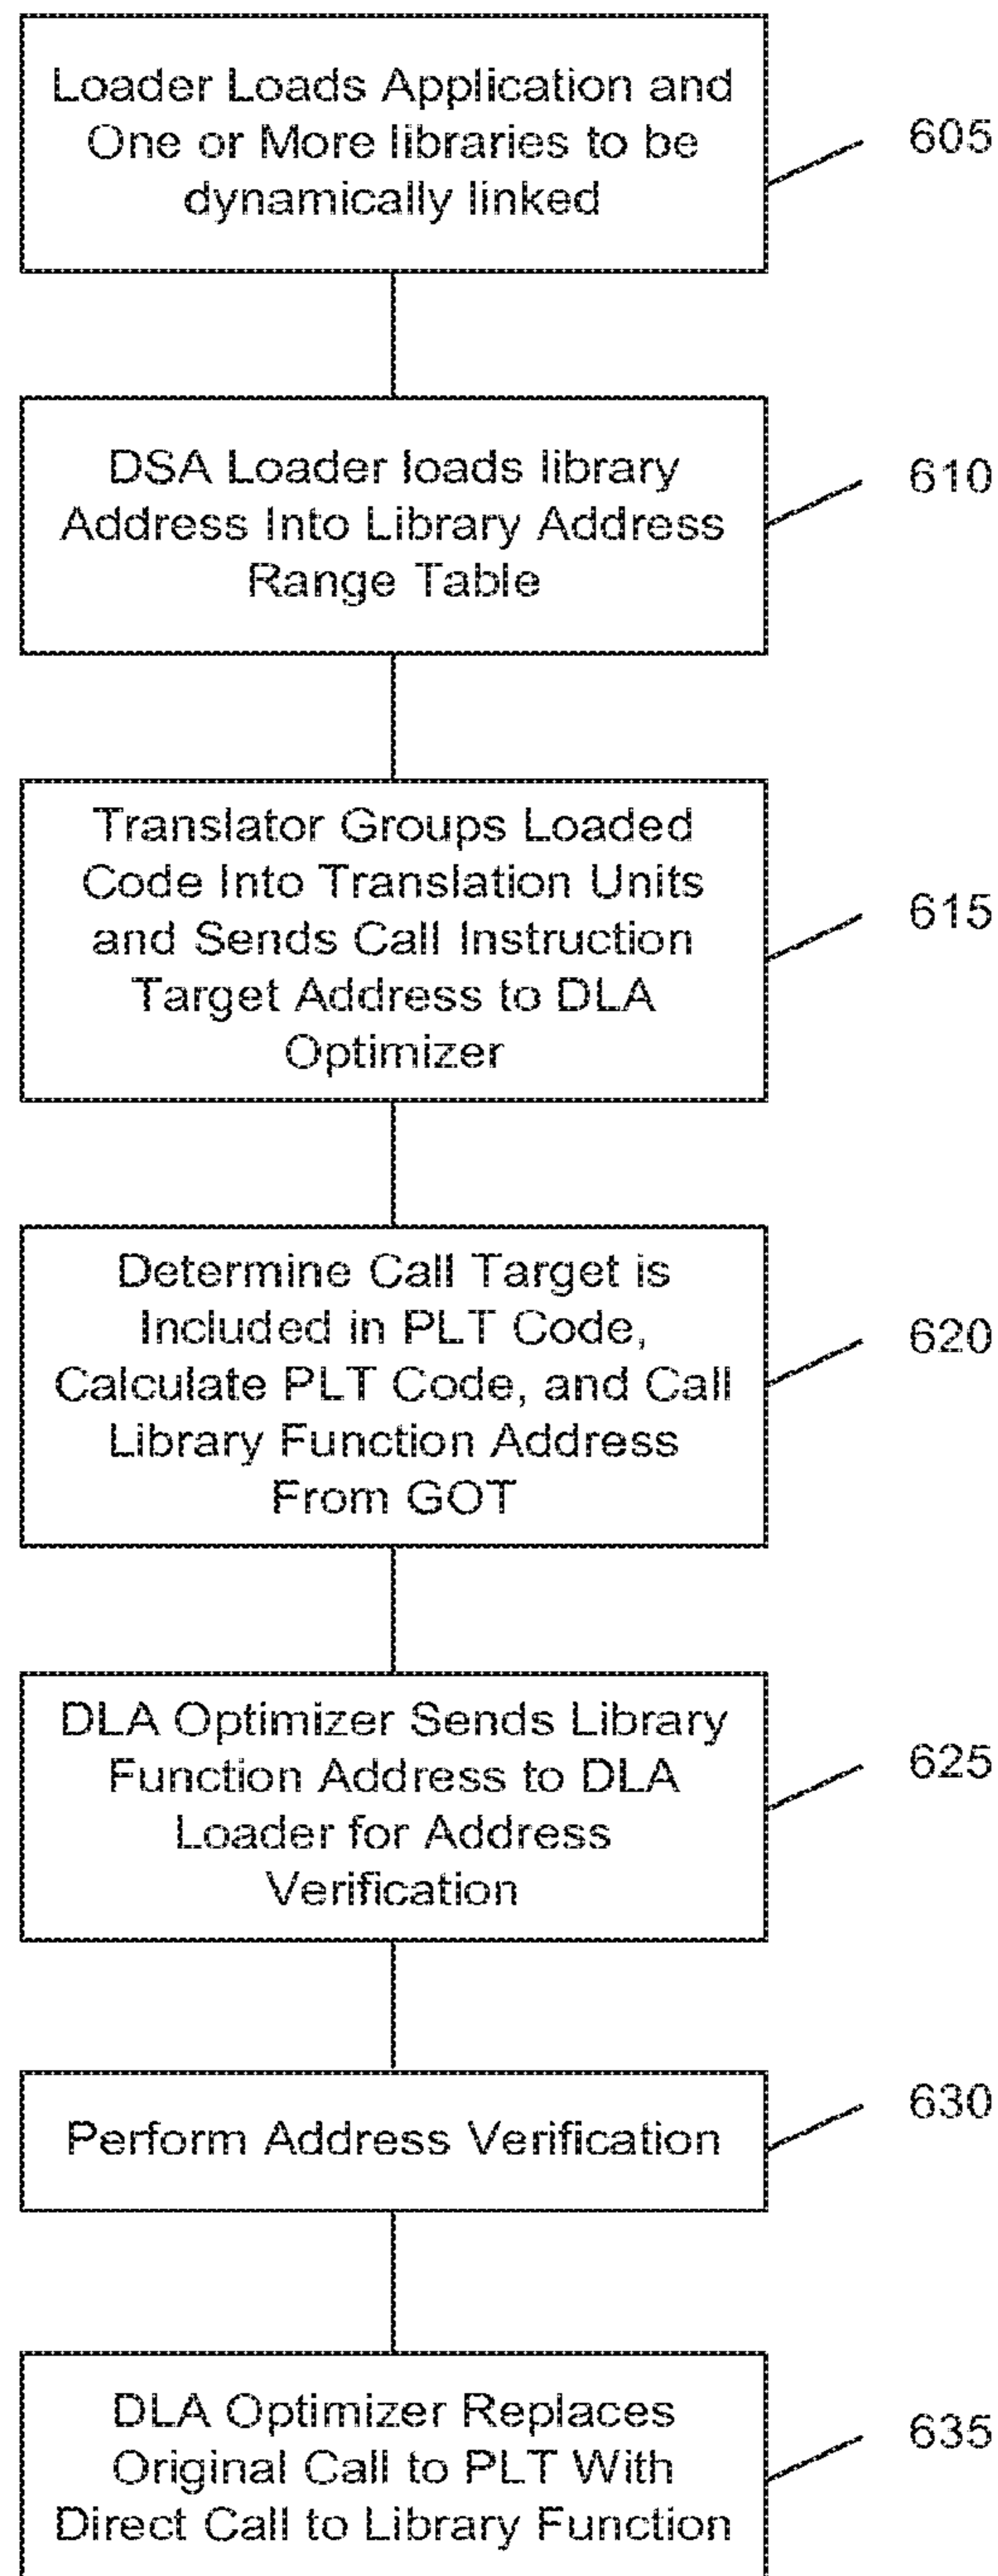 Loader Loads Application and
One or More libraries to be
dynamically linked
605
DSA Loader loads library
Address Into Library Address
Range Table
610
Translator Groups Loaded
Code Into Translation Units
and Sends Call Instruction
Target Address to DLA
Optimizer
615
Determine Call Target is
Included in PLT Code,
Calculate PLT Code, and Call
Library Function Address
From GOT
620
DLA Optimizer Sends Library
Function Address to DLA
Loader for Address
Verification
625
Perform Address Verification
630
DLA Optimizer Replaces
Original Call to PLT With
Direct Call to Library Function
635